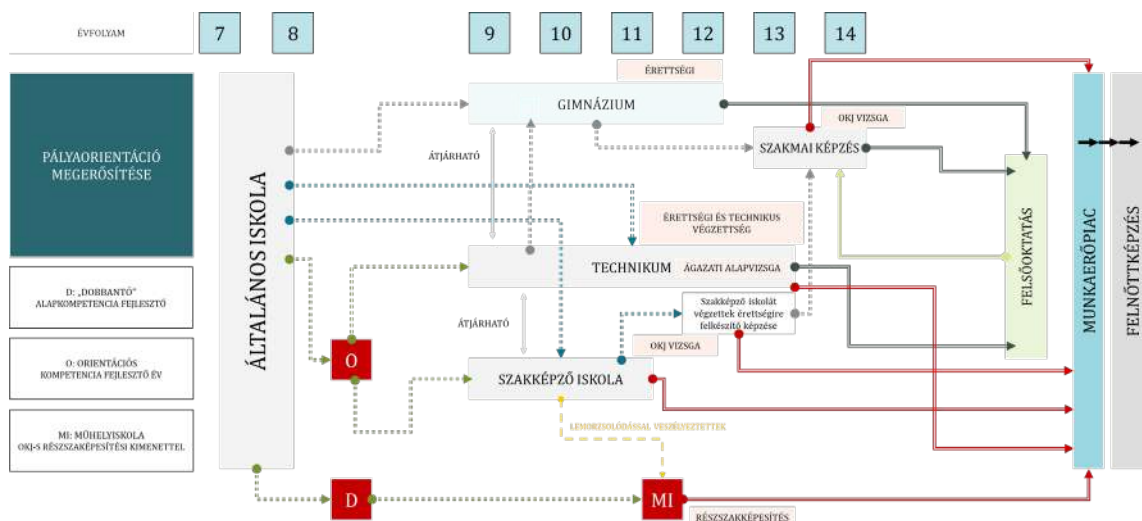 ÉVFOLYAM
7
8
9
10
11
12
13
14
PÁLYAORIENTÁCIÓ
MEGERŐSÍTÉSE
D: „DOBBANTÓ”
ALAPKOMPETENCIA FEJLESZTŐ
O: ORIENTÁCIÓS
KOMPETENCIA FEJLESZTŐ ÉV
MI: MŰHELYISKOLA
OKJ-S RÉSZSZAKÉPESÍTÉSI KIMENETTEL
ÁLTALÁNOS ISKOLA
O
D
ÉRETTSÉGI
GIMNÁZIUM
ÁTJÁRHATÓ
OKJ VIZSGA
SZAKMAI KÉPZÉS
ÉRETTSÉGI ÉS TECHNIKUS
VÉGZETTSÉG
TECHNIKUM
ÁGAZATI ALAPVIZSGA
ÁTJÁRHATÓ
Szakképző iskolát
végzettek érettségire
felkészítő képzése
OKJ VIZSGA
SZAKKÉPZŐ ISKOLA
LEMORZSOLÓDÁSSAL VESZÉLYEZTETTEK
MI
RÉSZSZAKKÉPESÍTÉS
FELSŐOKTATÁS
MUNKAERŐPIAC
FELNŐTTKÉPZÉS